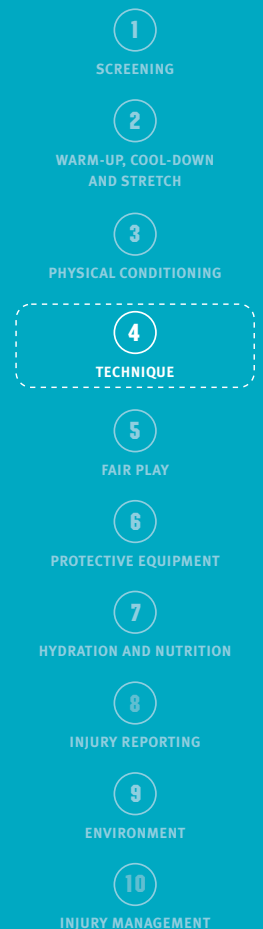 1
SCREENING
2
WARM-UP, COOL-DOWN
AND STRETCH
3
PHYSICAL CONDITIONING
4
TECHNIQUE
5
FAIR PLAY
6
PROTECTIVE EQUIPMENT
7
HYDRATION AND NUTRITION
8
INJURY REPORTING
9
ENVIRONMENT
10
INJURY MANAGEMENT